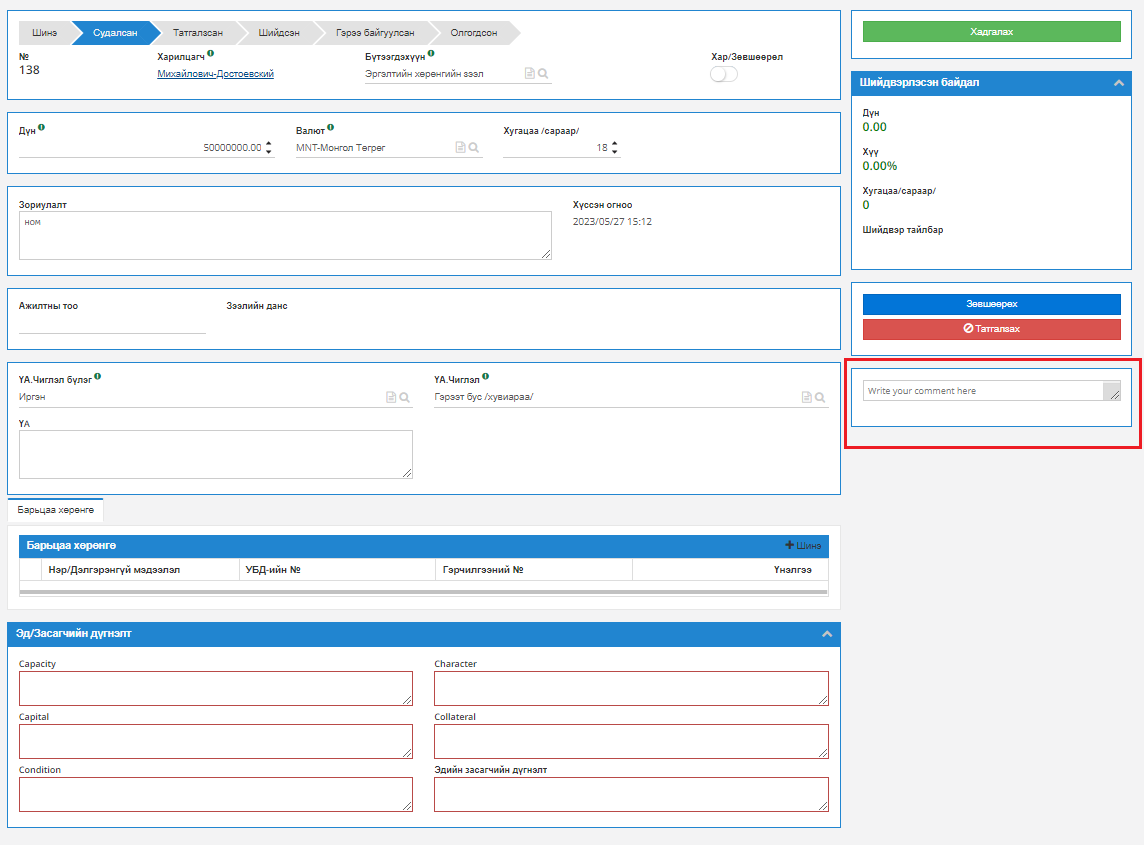 Шинэ Судалсан Татгалзсан Шийдсэн Гэрээ байгуулсан Олгогдсон
№ Харилцагч Бүтээгдэхүүн Хар/Зөвшөөрөл
138 Михайлович-Достоевский Эргэлтийн хөрөнгийн зээл
Дүн Валют Хугацаа /сараар/
50000000.00 MNT-Монгол Төгрөг 18
Зориулалт Хүссэн огноо
ном 2023/05/27 15:12
Ажилтны тоо Зээлийн данс
ҮА.Чиглэл бүлэг ҮА.Чиглэл
Иргэн Гэрээт бус /хувиараа/
ҮА
Барьцаа хөрөнгө
Барьцаа хөрөнгө Шинэ
Нэр/Дэлгэрэнгүй мэдээлэл УБД-ийн № Гэрчилгээний № Үнэлгээ
Эд/Засагчийн дүгнэлт
Capacity Character
Capital Collateral
Condition Эдийн засагчийн дүгнэлт
Хадгалах
Шийдвэрлэсэн байдал
Дүн
0.00
Хүү
0.00%
Хугацаа/сараар/
0
Шийдвэр тайлбар
Зөвшөөрөх
Татгалзах
Write your comment here